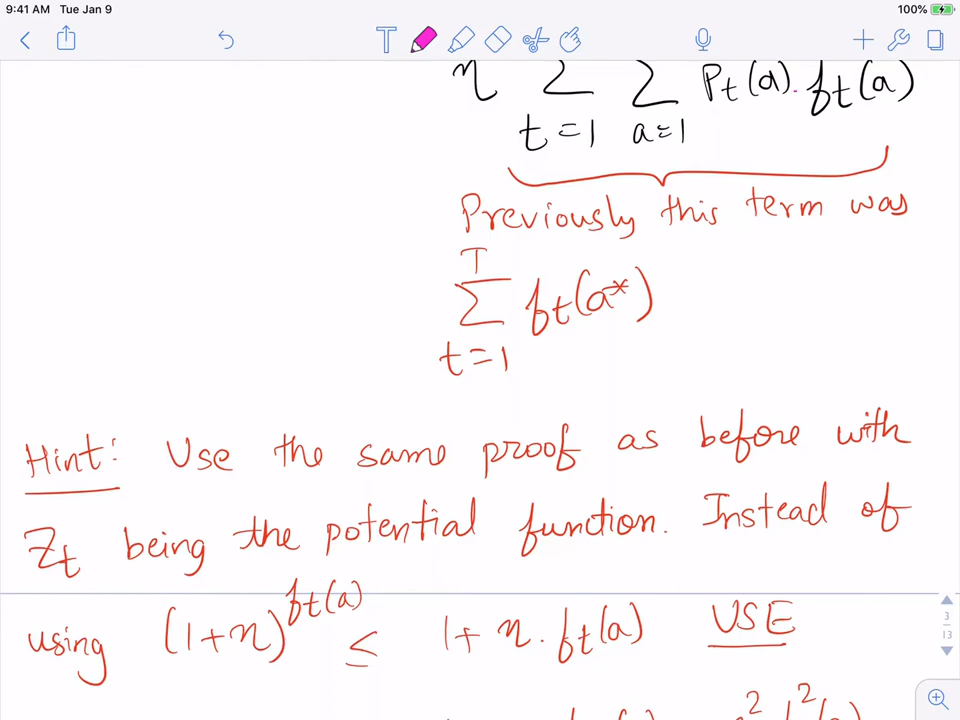 9:41 AM Tue Jan 9 100%
T
η Σ Σ Pt(a). ft(a)
t=1 a=1
Previously this term was
T
Σ ft(a*)
t=1
Hint: Use the same proof as before with
Zt being the potential function. Instead of
using (1+η)^ft(a) ≤ 1+ η. ft(a) USE
3
13